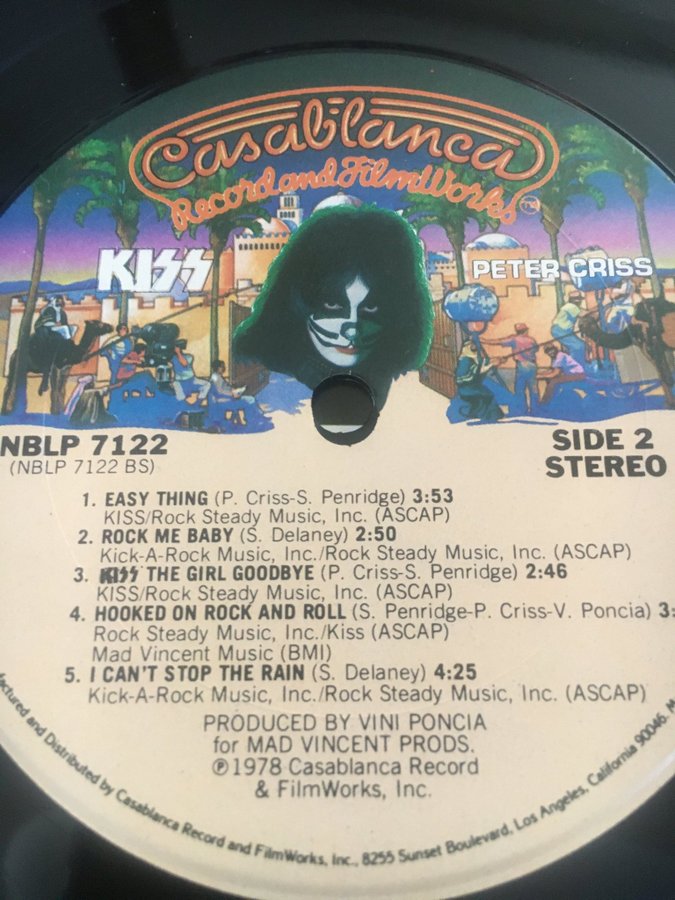 Casablanca
Record and FilmWorks
KISS
PETER CRISS
NBLP 7122
(NBLP 7122 BS)
SIDE 2
STEREO
1. EASY THING (P. Criss-S. Penridge) 3:53
KISS/Rock Steady Music, Inc. (ASCAP)
2. ROCK ME BABY (S. Delaney) 2:50
Kick-A-Rock Music, Inc./Rock Steady Music, Inc. (ASCAP)
3. KISS THE GIRL GOODBYE (P. Criss-S. Penridge) 2:46
KISS/Rock Steady Music, Inc. (ASCAP)
4. HOOKED ON ROCK AND ROLL (S. Penridge-P. Criss-V. Poncia) 3:
Rock Steady Music, Inc./Kiss (ASCAP)
Mad Vincent Music (BMI)
5. I CAN'T STOP THE RAIN (S. Delaney) 4:25
Kick-A-Rock Music, Inc./Rock Steady Music, Inc. (ASCAP)
PRODUCED BY VINI PONCIA
for MAD VINCENT PRODS.
℗1978 Casablanca Record
& FilmWorks, Inc.
and Distributed by Casablanca Record and FilmWorks, Inc., 8255 Sunset Boulevard, Los Angeles, California 90046.